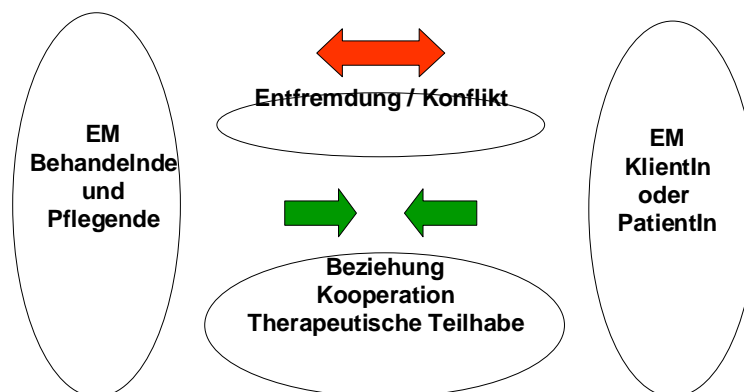 Entfremdung / Konflikt
EM
Behandelnde
und
Pflegende
EM
KlientIn
oder
PatientIn
Beziehung
Kooperation
Therapeutische Teilhabe